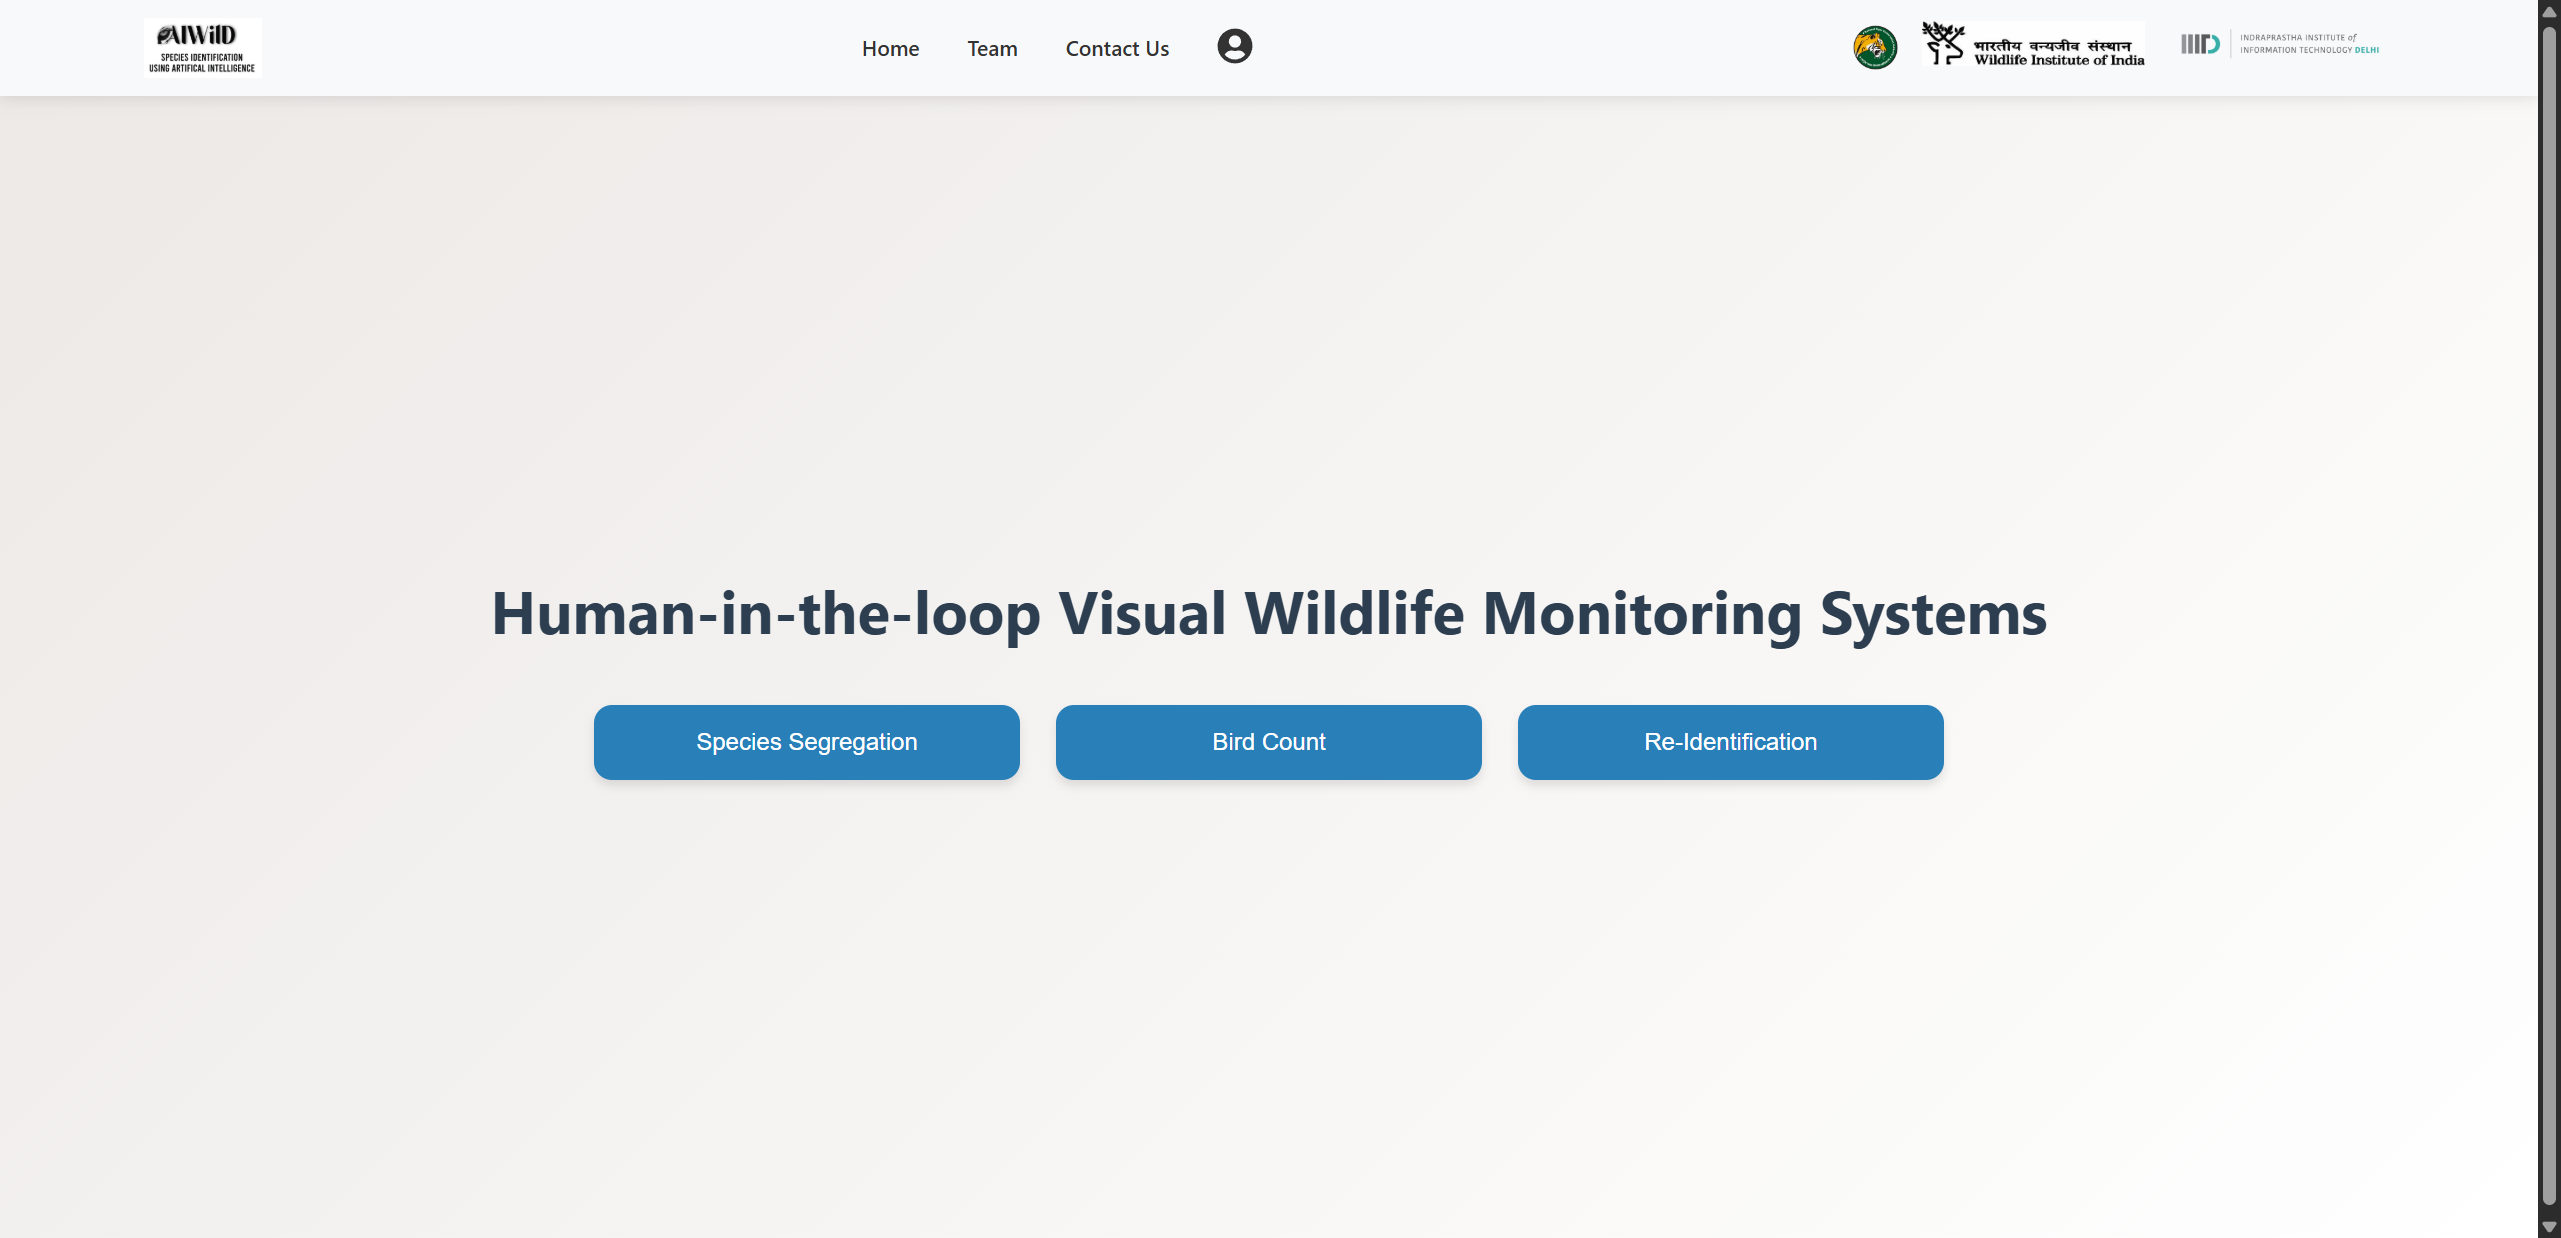 AIWilD
SPECIES IDENTIFICATION
USING ARTIFICAL INTELLIGENCE
Home
Team
Contact Us
भारतीय वन्यजीव संस्थान
Wildlife Institute of India
IIITD
INDRAPRASTHA INSTITUTE of
INFORMATION TECHNOLOGY DELHI
Human-in-the-loop Visual Wildlife Monitoring Systems
Species Segregation
Bird Count
Re-Identification